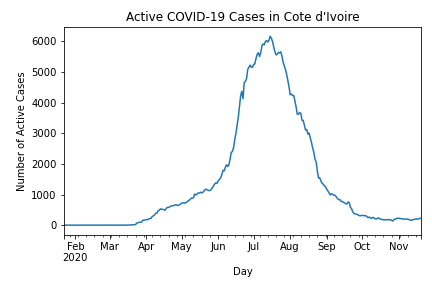 Active COVID-19 Cases in Cote d'Ivoire
Number of Active Cases
6000
5000
4000
3000
2000
1000
0
Feb Mar Apr May Jun Jul Aug Sep Oct Nov
2020
Day